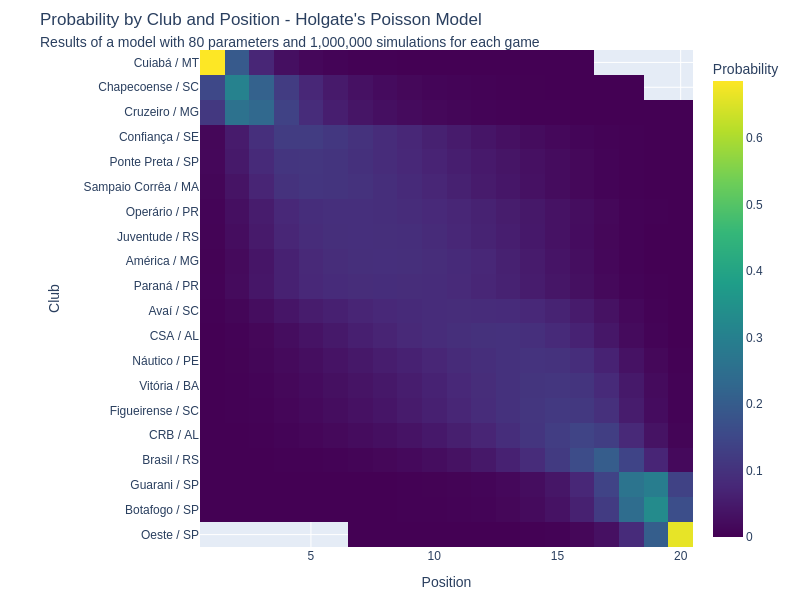 Probability by Club and Position - Holgate's Poisson Model
Results of a model with 80 parameters and 1,000,000 simulations for each game
Probability
Club
Cuiabá / MT
Chapecoense / SC
Cruzeiro / MG
Confiança / SE
Ponte Preta / SP
Sampaio Corrêa / MA
Operário / PR
Juventude / RS
América / MG
Paraná / PR
Avaí / SC
CSA / AL
Náutico / PE
Vitória / BA
Figueirense / SC
CRB / AL
Brasil / RS
Guarani / SP
Botafogo / SP
Oeste / SP
0.6
0.5
0.4
0.3
0.2
0.1
0
5 10 15 20
Position